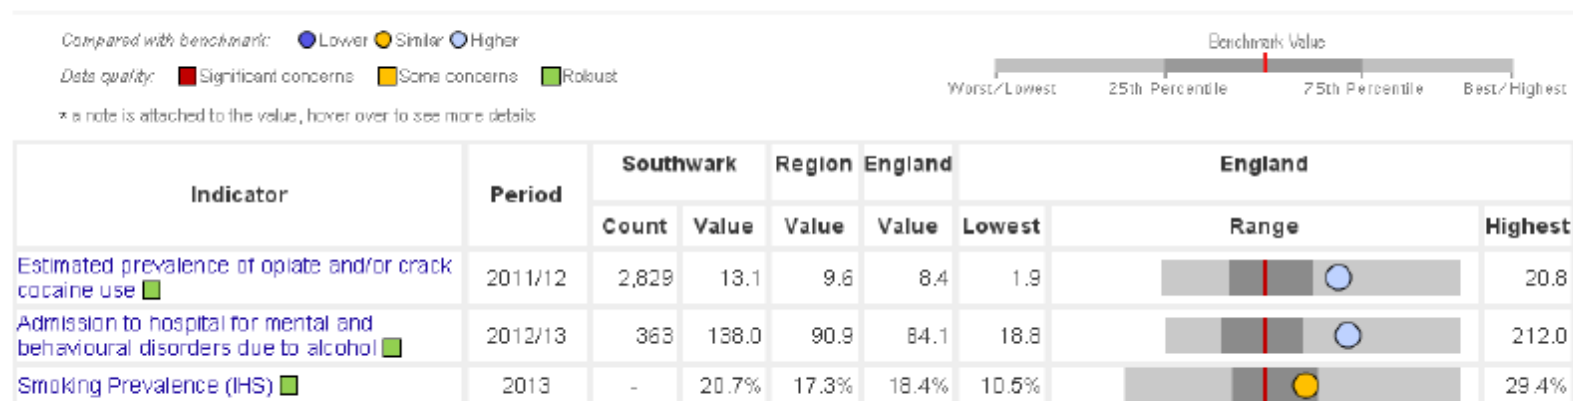 Compared with benchmark: Lower Similar Higher
Benchmark Value
Data quality: Significant concerns Some concerns Robust
Worst/Lowest 25th Percentile 75th Percentile Best/Highest
* a note is attached to the value, hover over to see more details
Indicator Period Southwark Region England England
Count Value Value Value Lowest Range Highest
Estimated prevalence of opiate and/or crack
cocaine use 2011/12 2,829 13.1 9.6 8.4 1.9 20.8
Admission to hospital for mental and
behavioural disorders due to alcohol 2012/13 363 138.0 90.9 84.1 18.8 212.0
Smoking Prevalence (IHS) 2013 - 20.7% 17.3% 18.4% 10.5% 29.4%